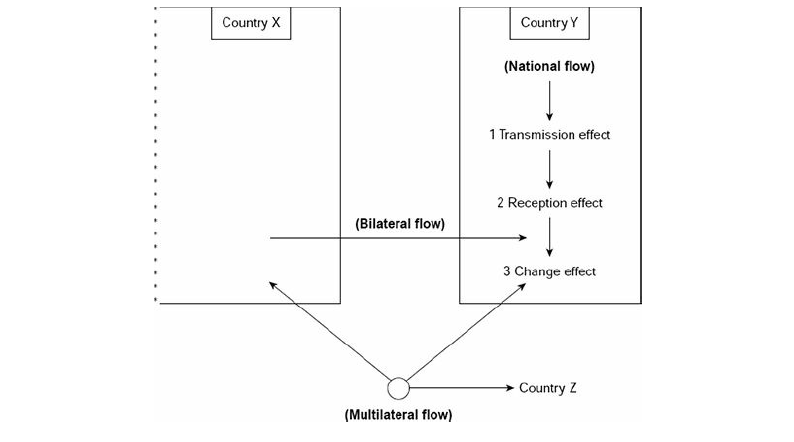 Country X
Country Y
(National flow)
1 Transmission effect
2 Reception effect
(Bilateral flow)
3 Change effect
Country Z
(Multilateral flow)